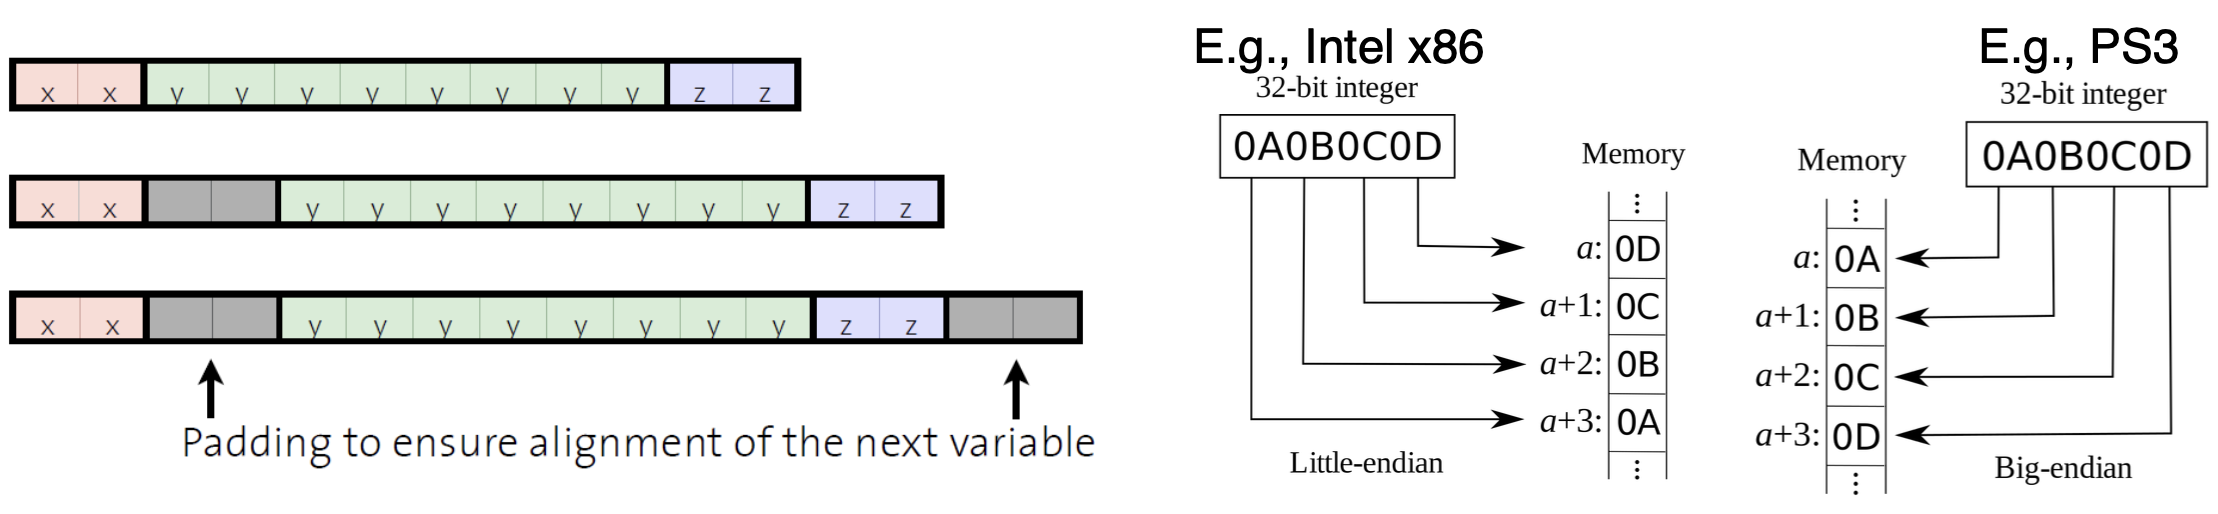 x x y y y y y y y y z z
x x y y y y y y y y z z
x x y y y y y y y y z z
Padding to ensure alignment of the next variable
E.g., Intel x86
32-bit integer
0A0B0C0D
Memory
⋮
a: 0D
a+1: 0C
a+2: 0B
a+3: 0A
⋮
Little-endian
E.g., PS3
32-bit integer
0A0B0C0D
Memory
⋮
a: 0A
a+1: 0B
a+2: 0C
a+3: 0D
⋮
Big-endian